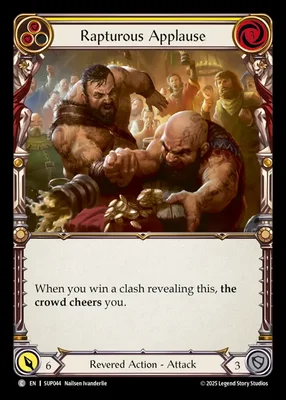 Rapturous Applause
When you win a clash revealing this, the
crowd cheers you.
6
Revered Action - Attack
3
C EN | SUP044 Nailsen Ivanderlie
© 2025 Legend Story Studios